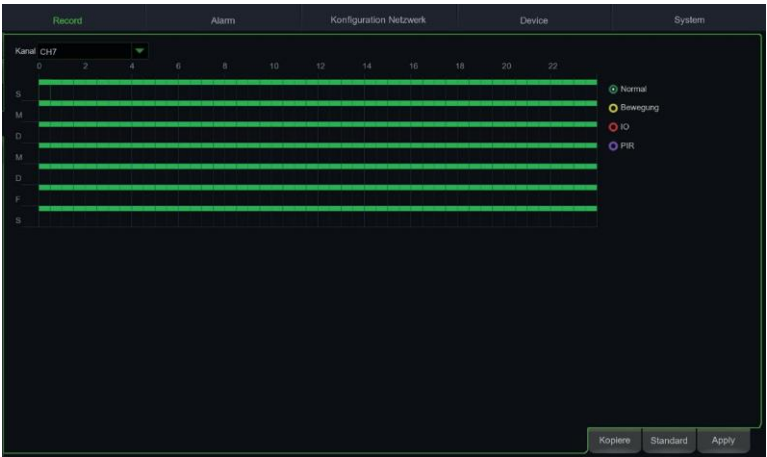 Record Alarm Konfiguration Netzwerk Device System
Kanal CH7
0 2 4 6 8 10 12 14 16 18 20 22
S
M
D
M
D
F
S
Normal
Bewegung
IO
PIR
Kopiere Standard Apply